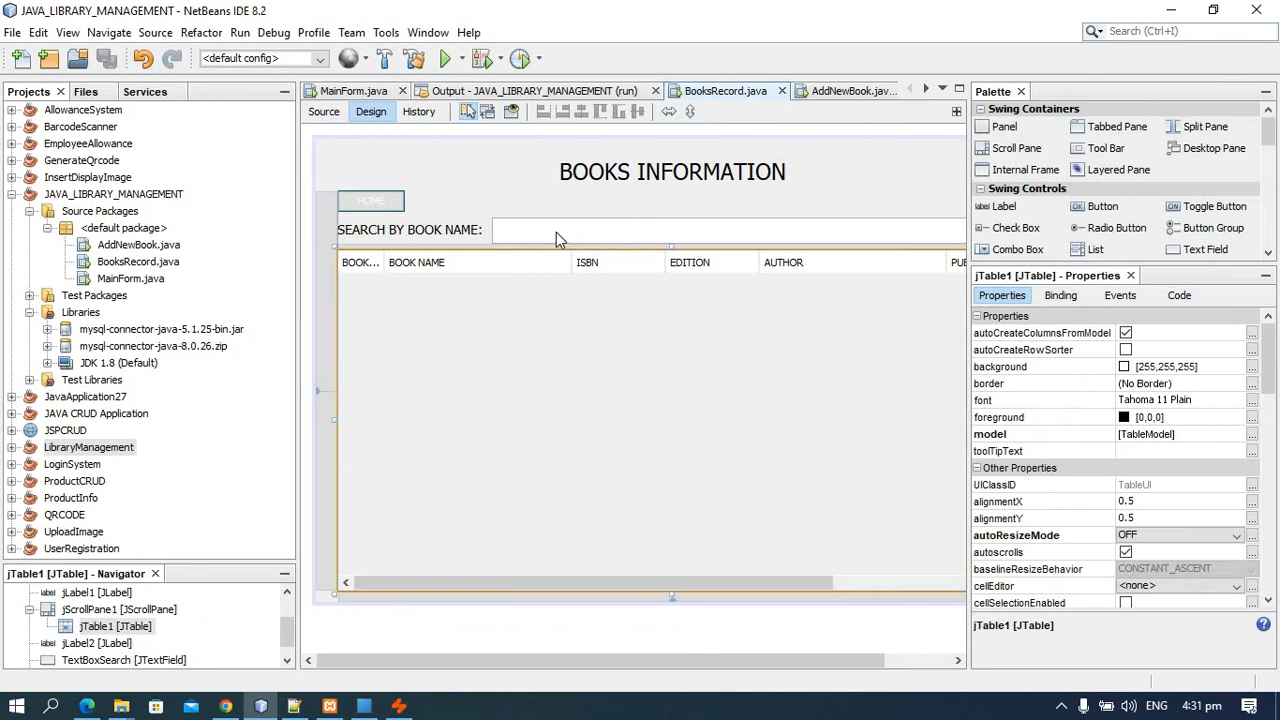 JAVA_LIBRARY_MANAGEMENT - NetBeans IDE 8.2
File Edit View Navigate Source Refactor Run Debug Profile Team Tools Window Help
Search (Ctrl+I)
<default config>
Projects Files Services
MainForm.java Output - JAVA_LIBRARY_MANAGEMENT (run) BooksRecord.java AddNewBook.jav...
Palette
Source Design History
AllowanceSystem
BarcodeScanner
EmployeeAllowance
GenerateQrcode
InsertDisplayImage
JAVA_LIBRARY_MANAGEMENT
Source Packages
<default package>
AddNewBook.java
BooksRecord.java
MainForm.java
Test Packages
Libraries
mysql-connector-java-5.1.25-bin.jar
mysql-connector-java-8.0.26.zip
JDK 1.8 (Default)
Test Libraries
JavaApplication27
JAVA CRUD Application
JSPCRUD
LibraryManagement
LoginSystem
ProductCRUD
ProductInfo
QRCODE
UploadImage
UserRegistration
jTable1 [JTable] - Navigator
jLabel1 [JLabel]
jScrollPane1 [JScrollPane]
jTable1 [JTable]
jLabel2 [JLabel]
TextBoxSearch [JTextField]
BOOKS INFORMATION
HOME
SEARCH BY BOOK NAME:
BOOK... BOOK NAME ISBN EDITION AUTHOR PU
Swing Containers
Panel Tabbed Pane Split Pane
Scroll Pane Tool Bar Desktop Pane
Internal Frame Layered Pane
Swing Controls
Label Button Toggle Button
Check Box Radio Button Button Group
Combo Box List Text Field
jTable1 [JTable] - Properties
Properties Binding Events Code
Properties
autoCreateColumnsFromModel
autoCreateRowSorter
background [255,255,255]
border (No Border)
font Tahoma 11 Plain
foreground [0,0,0]
model [TableModel]
toolTipText
Other Properties
UIClassID TableUI
alignmentX 0.5
alignmentY 0.5
autoResizeMode OFF
autoscrolls
baselineResizeBehavior CONSTANT_ASCENT
cellEditor <none>
cellSelectionEnabled
jTable1 [JTable]
ENG 4:31 pm